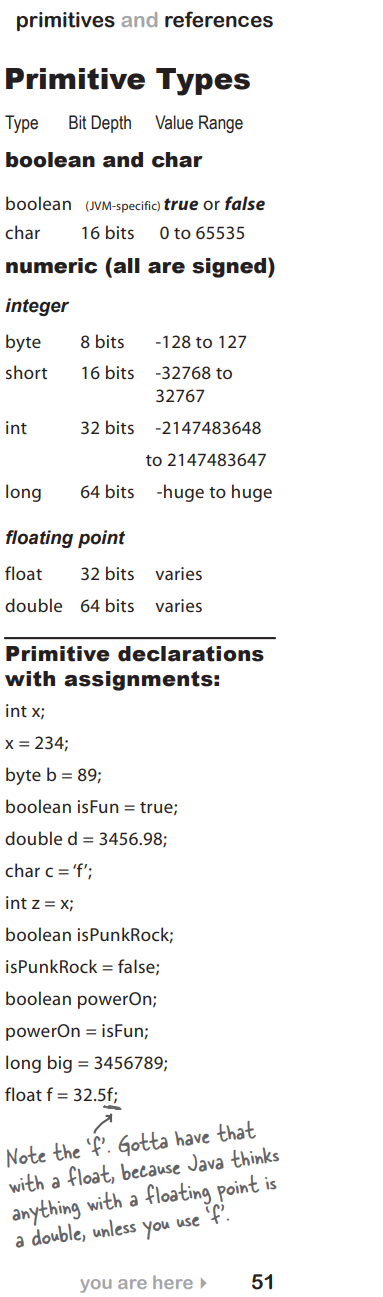 primitives and references
Primitive Types
Type Bit Depth Value Range
boolean and char
boolean (JVM-specific) true or false
char 16 bits 0 to 65535
numeric (all are signed)
integer
byte 8 bits -128 to 127
short 16 bits -32768 to
32767
int 32 bits -2147483648
to 2147483647
long 64 bits -huge to huge
floating point
float 32 bits varies
double 64 bits varies
Primitive declarations
with assignments:
int x;
x = 234;
byte b = 89;
boolean isFun = true;
double d = 3456.98;
char c = ‘f’;
int z = x;
boolean isPunkRock;
isPunkRock = false;
boolean powerOn;
powerOn = isFun;
long big = 3456789;
float f = 32.5f;
Note the ‘f’. Gotta have that
with a float, because Java thinks
anything with a floating point is
a double, unless you use ‘f’.
you are here 51